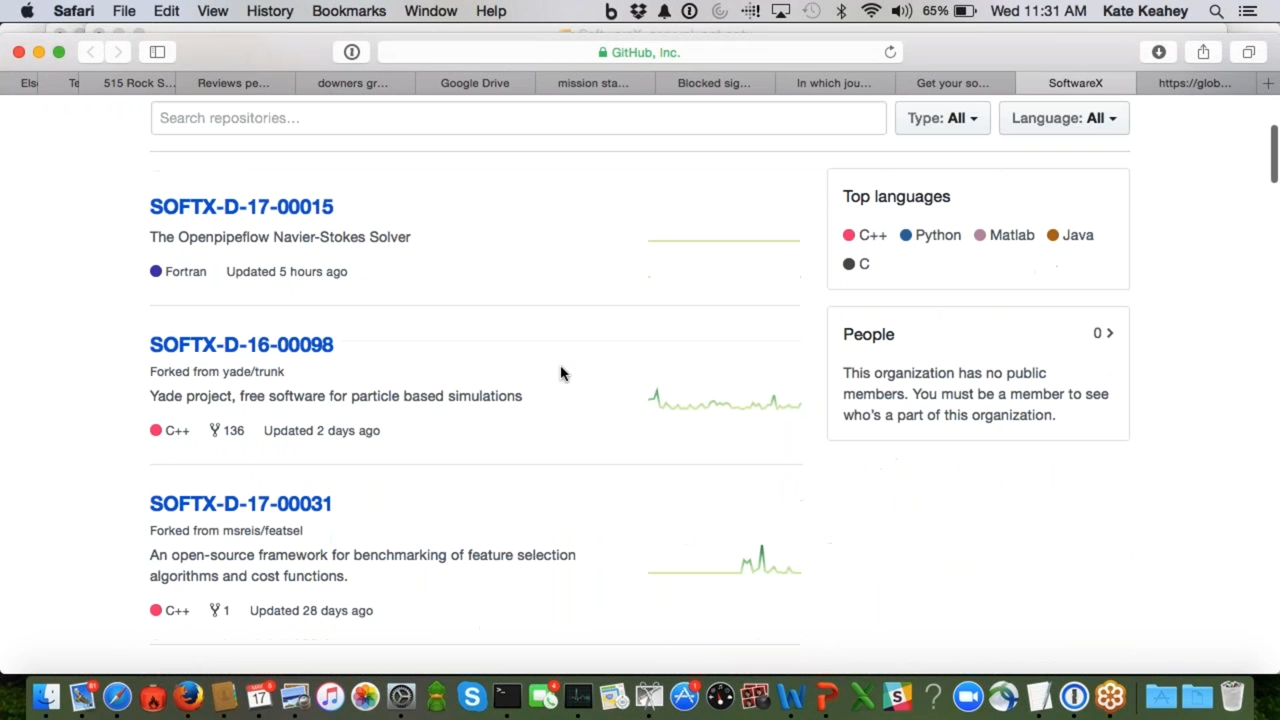 Safari File Edit View History Bookmarks Window Help 65% Wed 11:31 AM Kate Keahey
GitHub, Inc.
Els 515 Rock S... Reviews pe... downers gr... Google Drive mission sta... Blocked sig... In which jou... Get your so... SoftwareX https://glob...
Search repositories... Type: All Language: All
SOFTX-D-17-00015
The Openpipeflow Navier-Stokes Solver
Fortran Updated 5 hours ago
SOFTX-D-16-00098
Forked from yade/trunk
Yade project, free software for particle based simulations
C++ 136 Updated 2 days ago
SOFTX-D-17-00031
Forked from msreis/featsel
An open-source framework for benchmarking of feature selection
algorithms and cost functions.
C++ 1 Updated 28 days ago
Top languages
C++ Python Matlab Java
C
People 0
This organization has no public
members. You must be a member to see
who's a part of this organization.
17